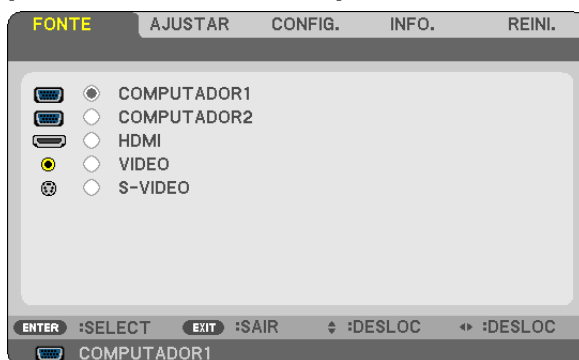 FONTE AJUSTAR CONFIG. INFO. REINI.
COMPUTADOR1
COMPUTADOR2
HDMI
VIDEO
S-VIDEO
ENTER :SELECT EXIT :SAIR :DESLOC :DESLOC
COMPUTADOR1